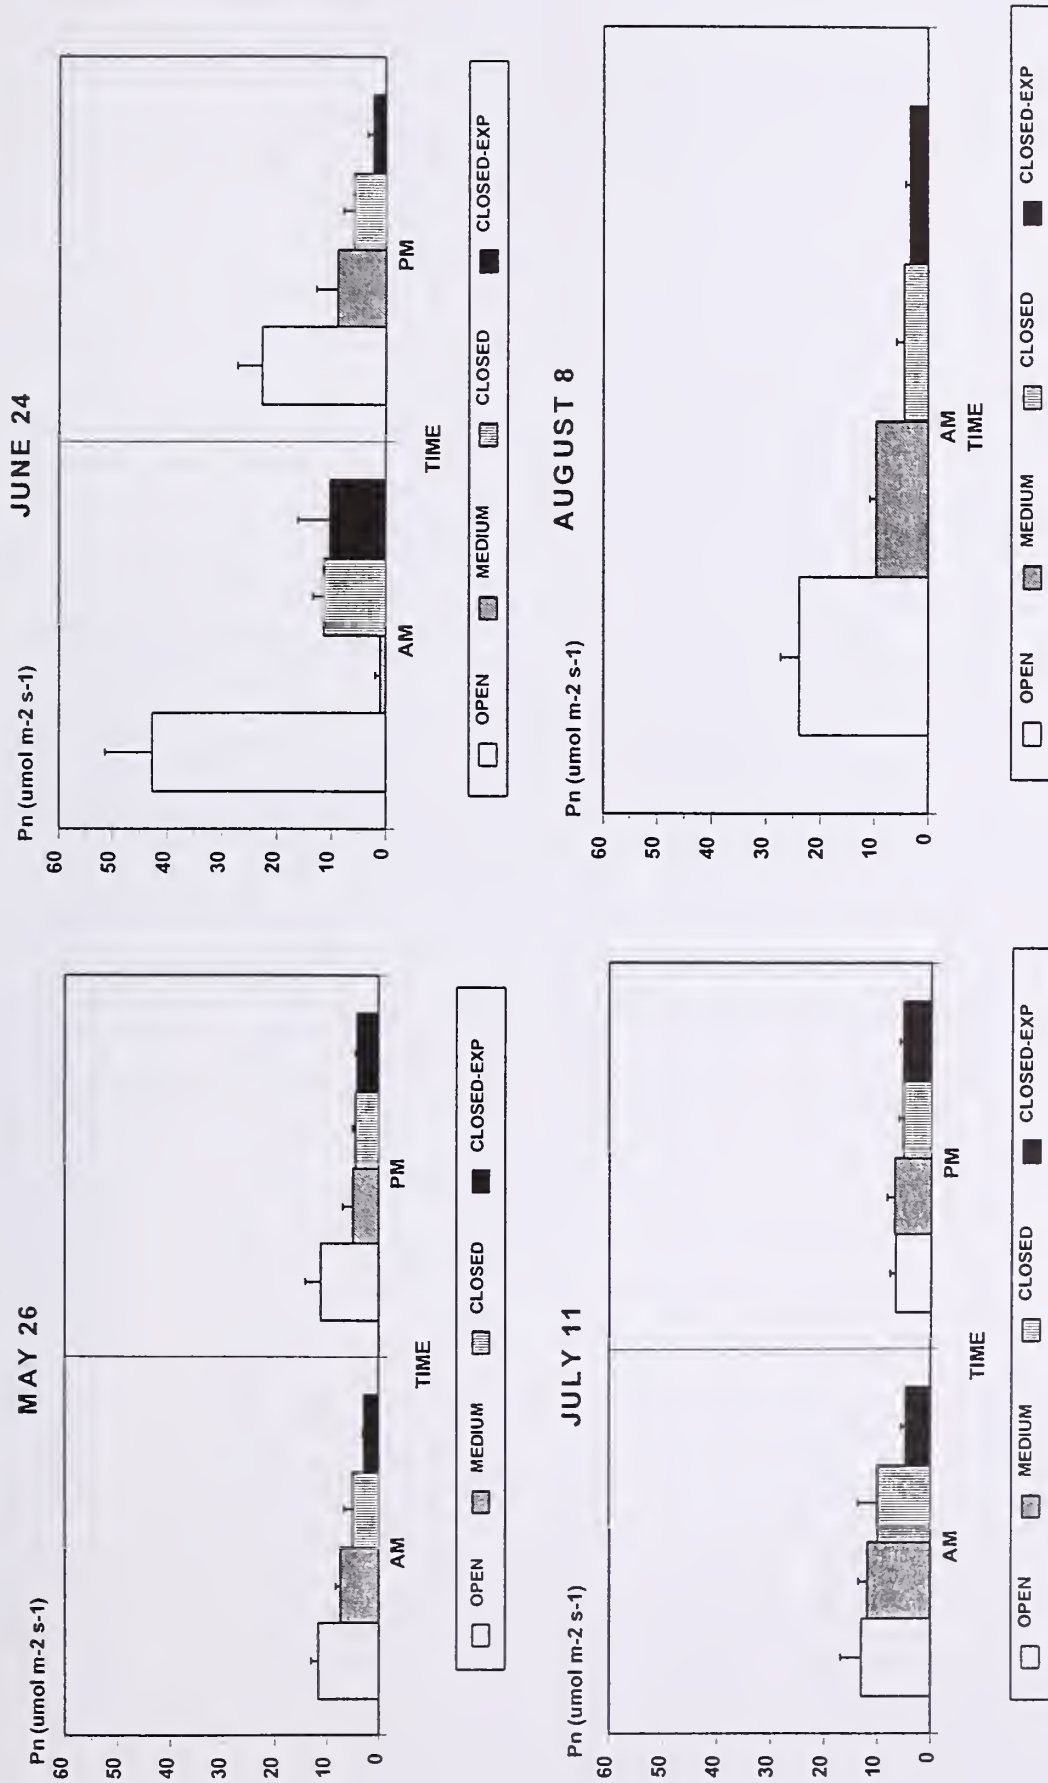 MAY 26
Pn (umol m-2 s-1)
60
50
40
30
20
10
0
AM
PM
TIME
OPEN MEDIUM CLOSED CLOSED-EXP
JUNE 24
Pn (umol m-2 s-1)
60
50
40
30
20
10
0
AM
PM
TIME
OPEN MEDIUM CLOSED CLOSED-EXP
JULY 11
Pn (umol m-2 s-1)
60
50
40
30
20
10
0
AM
PM
TIME
OPEN MEDIUM CLOSED CLOSED-EXP
AUGUST 8
Pn (umol m-2 s-1)
60
50
40
30
20
10
0
AM
TIME
OPEN MEDIUM CLOSED CLOSED-EXP